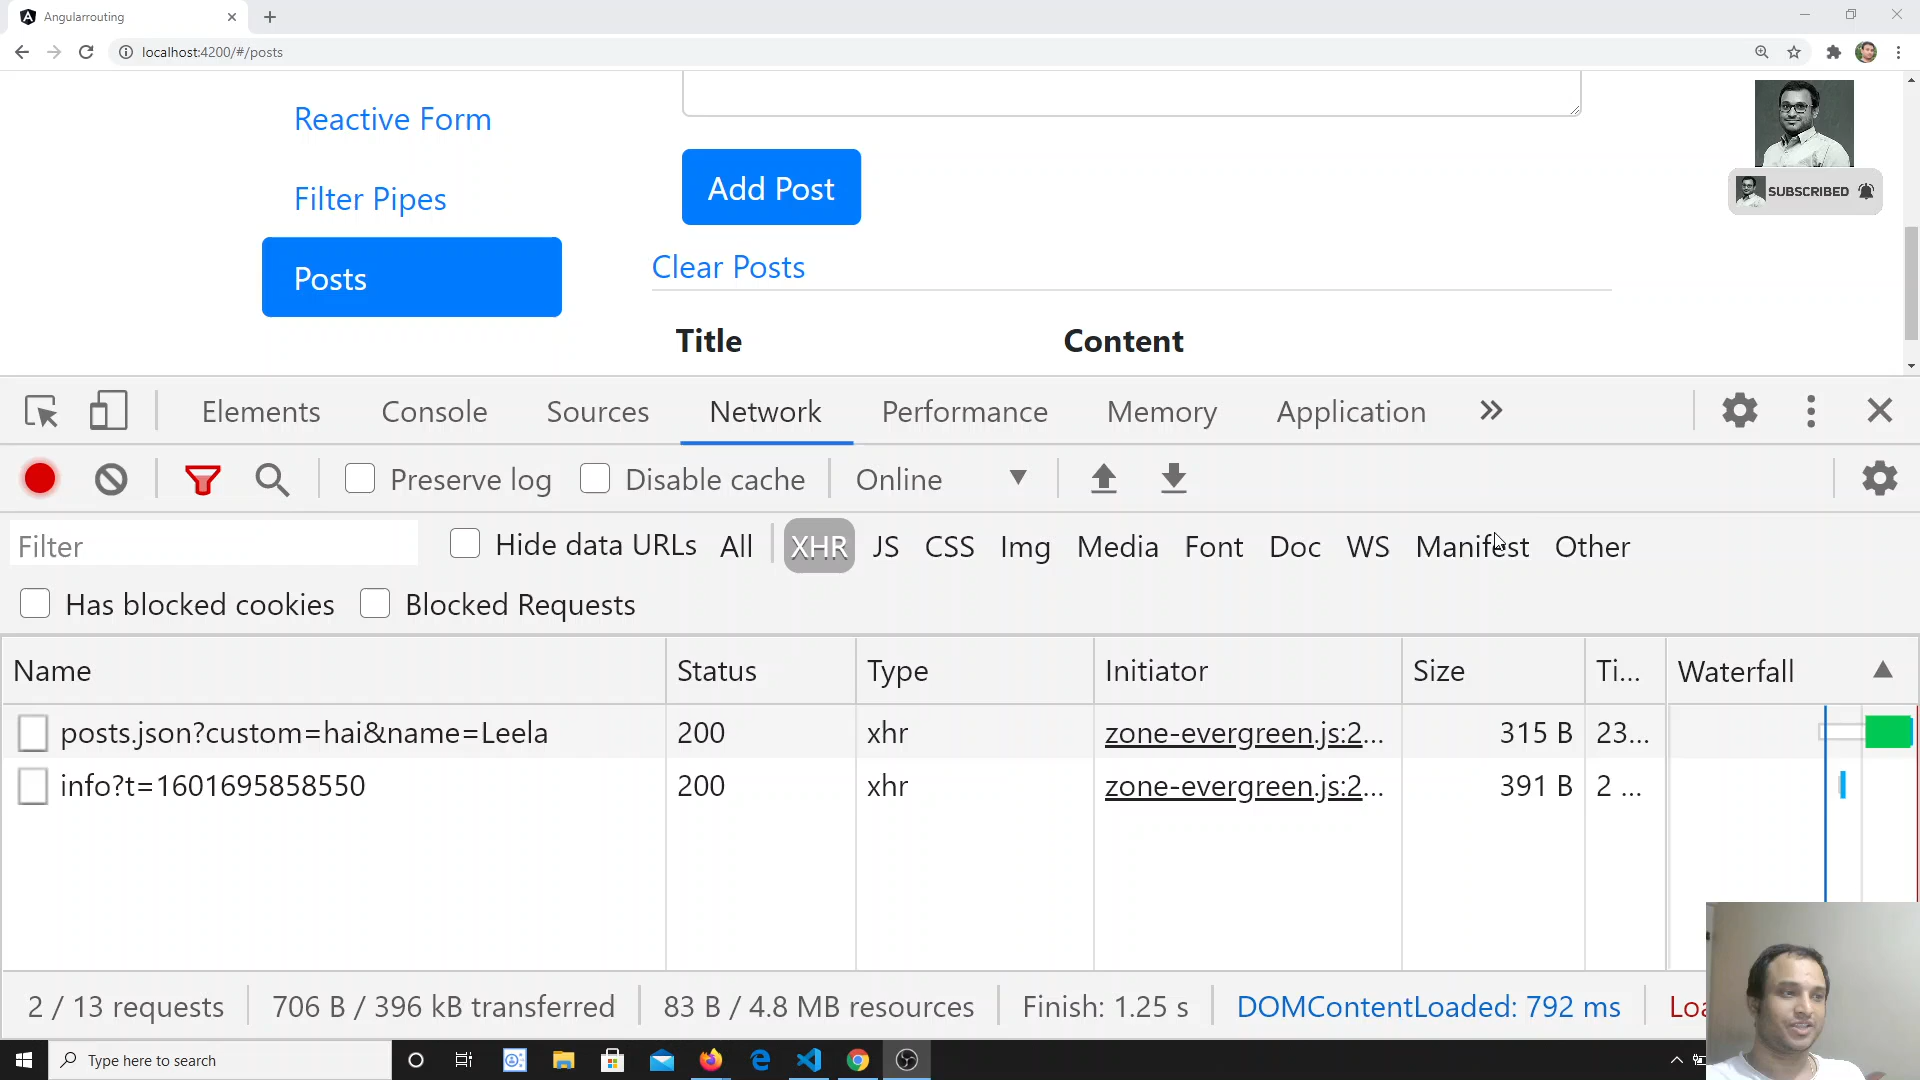 Angularrouting
localhost:4200/#/posts
Reactive Form
Filter Pipes
Posts
Add Post
Clear Posts
Title Content
SUBSCRIBED
Elements Console Sources Network Performance Memory Application
Preserve log Disable cache Online
Filter Hide data URLs All XHR JS CSS Img Media Font Doc WS Manifest Other
Has blocked cookies Blocked Requests
Name Status Type Initiator Size Ti... Waterfall
posts.json?custom=hai&name=Leela 200 xhr zone-evergreen.js:2... 315 B 23...
info?t=1601695858550 200 xhr zone-evergreen.js:2... 391 B 2 ...
2 / 13 requests 706 B / 396 kB transferred 83 B / 4.8 MB resources Finish: 1.25 s DOMContentLoaded: 792 ms
Type here to search